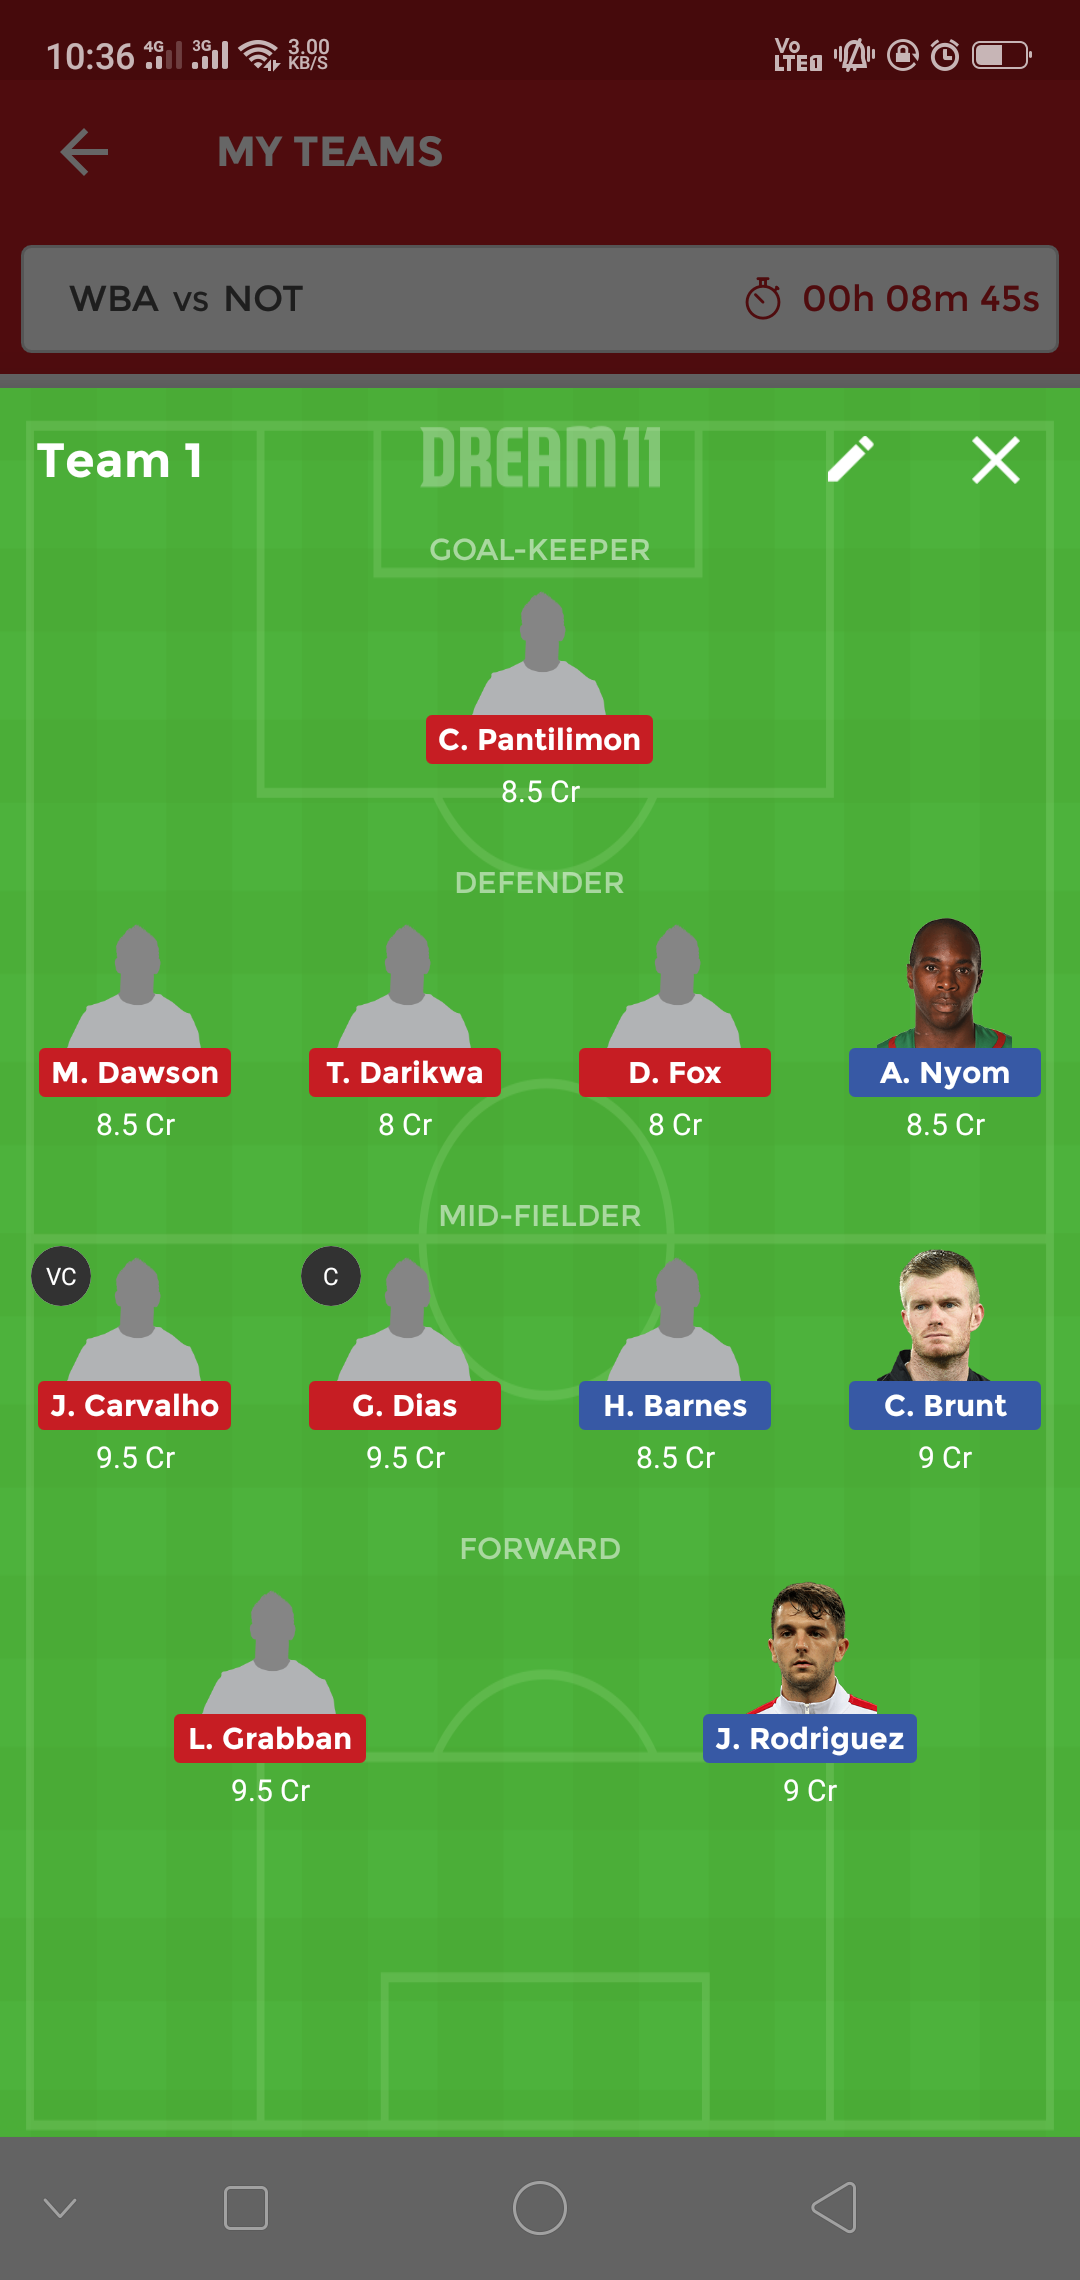 10:36 4G 3G 3.00 KB/S Vo LTE1
MY TEAMS
WBA vs NOT 00h 08m 45s
Team 1 DREAM11
GOAL-KEEPER
C. Pantilimon
8.5 Cr
DEFENDER
M. Dawson T. Darikwa D. Fox A. Nyom
8.5 Cr 8 Cr 8 Cr 8.5 Cr
MID-FIELDER
VC C
J. Carvalho G. Dias H. Barnes C. Brunt
9.5 Cr 9.5 Cr 8.5 Cr 9 Cr
FORWARD
L. Grabban J. Rodriguez
9.5 Cr 9 Cr